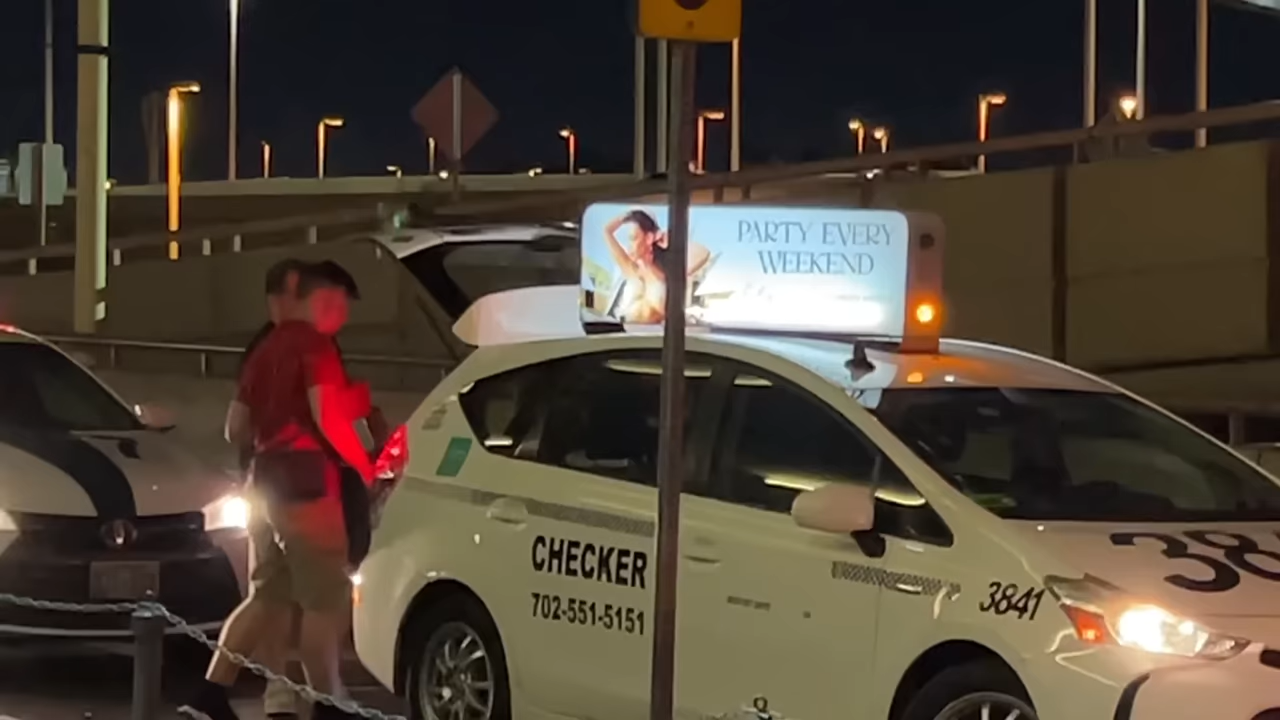 PARTY EVERY
WEEKEND
CHECKER
702-551-5151
3841
38